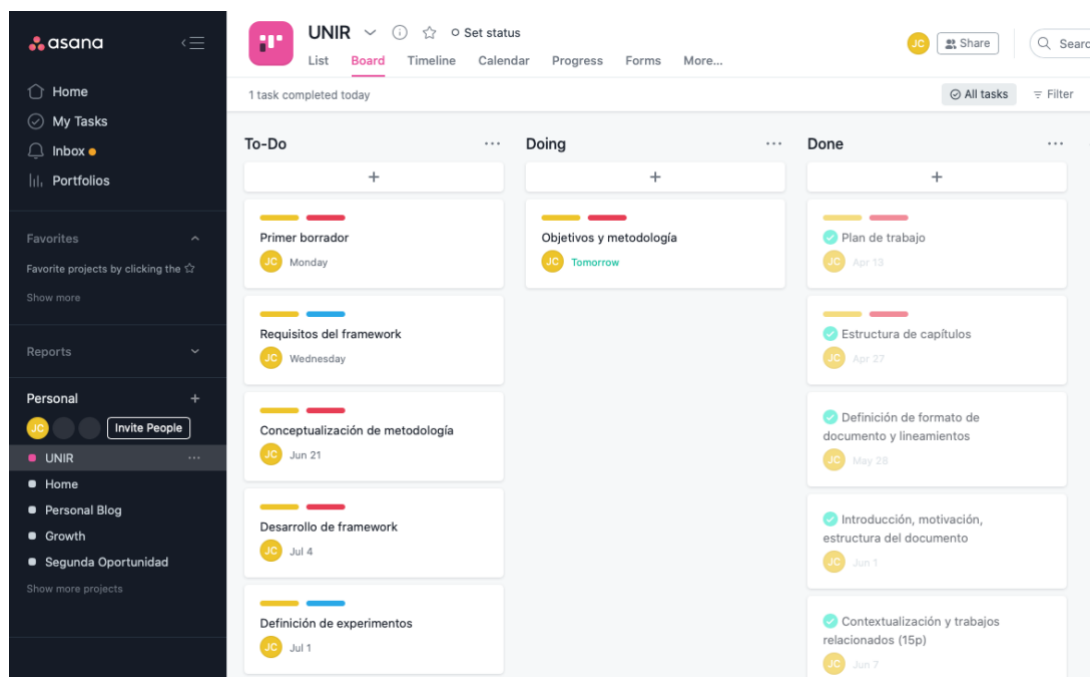 asana
Home
My Tasks
Inbox
Portfolios
Favorites
Favorite projects by clicking the
Show more
Reports
Personal
JC
Invite People
UNIR
Home
Personal Blog
Growth
Segunda Oportunidad
Show more projects
UNIR
Set status
List Board Timeline Calendar Progress Forms More...
JC
Share
Searc
1 task completed today
All tasks
Filter
To-Do
+
Primer borrador
JC Monday
Requisitos del framework
JC Wednesday
Conceptualización de metodología
JC Jun 21
Desarrollo de framework
JC Jul 4
Definición de experimentos
JC Jul 1
Doing
+
Objetivos y metodología
JC Tomorrow
Done
+
Plan de trabajo
JC Apr 13
Estructura de capítulos
JC Apr 27
Definición de formato de
documento y lineamientos
JC May 28
Introducción, motivación,
estructura del documento
JC Jun 1
Contextualización y trabajos
relacionados (15p)
JC Jun 7